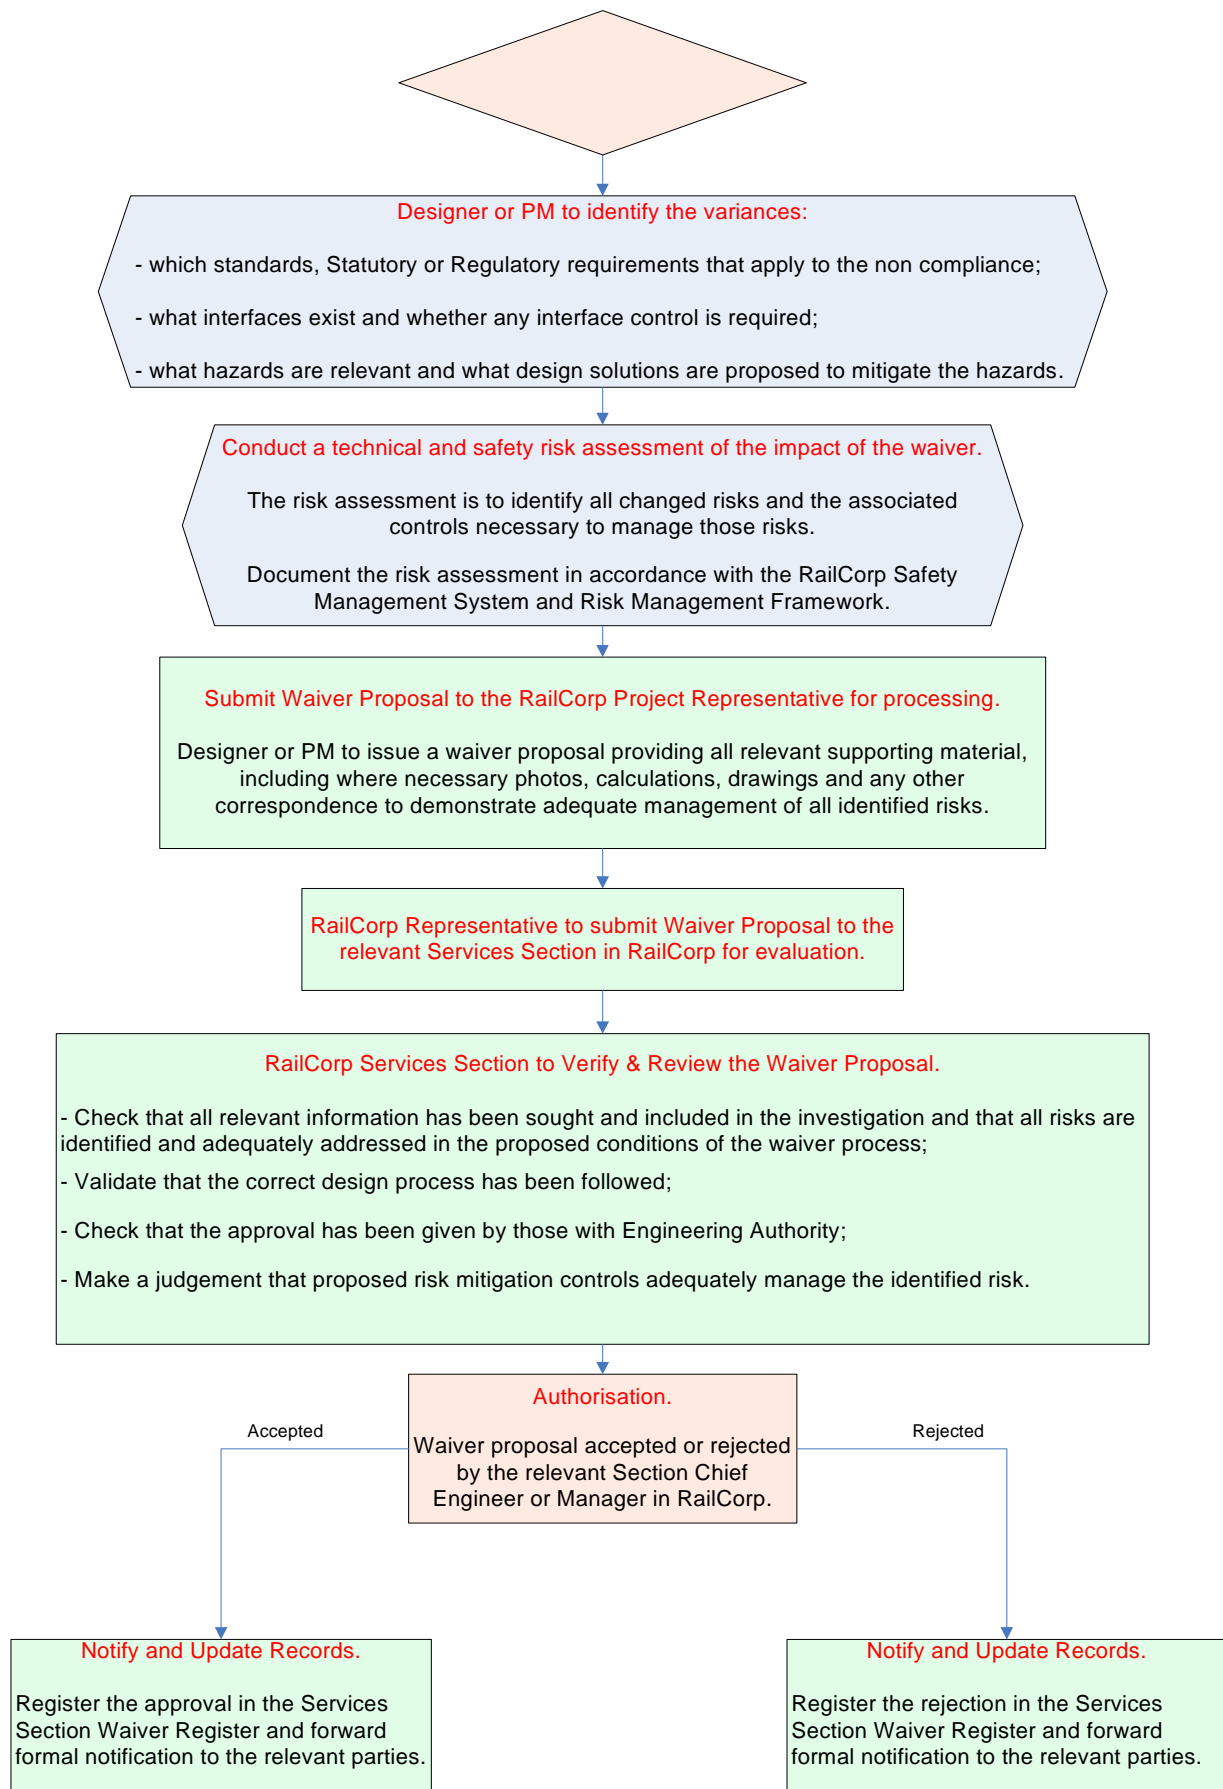 Designer or PM to identify the variances:
- which standards, Statutory or Regulatory requirements that apply to the non compliance;
- what interfaces exist and whether any interface control is required;
- what hazards are relevant and what design solutions are proposed to mitigate the hazards.
Conduct a technical and safety risk assessment of the impact of the waiver.
The risk assessment is to identify all changed risks and the associated
controls necessary to manage those risks.
Document the risk assessment in accordance with the RailCorp Safety
Management System and Risk Management Framework.
Submit Waiver Proposal to the RailCorp Project Representative for processing.
Designer or PM to issue a waiver proposal providing all relevant supporting material,
including where necessary photos, calculations, drawings and any other
correspondence to demonstrate adequate management of all identified risks.
RailCorp Representative to submit Waiver Proposal to the
relevant Services Section in RailCorp for evaluation.
RailCorp Services Section to Verify & Review the Waiver Proposal.
- Check that all relevant information has been sought and included in the investigation and that all risks are
identified and adequately addressed in the proposed conditions of the waiver process;
- Validate that the correct design process has been followed;
- Check that the approval has been given by those with Engineering Authority;
- Make a judgement that proposed risk mitigation controls adequately manage the identified risk.
Authorisation.
Waiver proposal accepted or rejected
by the relevant Section Chief
Engineer or Manager in RailCorp.
Accepted
Rejected
Notify and Update Records.
Register the approval in the Services
Section Waiver Register and forward
formal notification to the relevant parties.
Notify and Update Records.
Register the rejection in the Services
Section Waiver Register and forward
formal notification to the relevant parties.